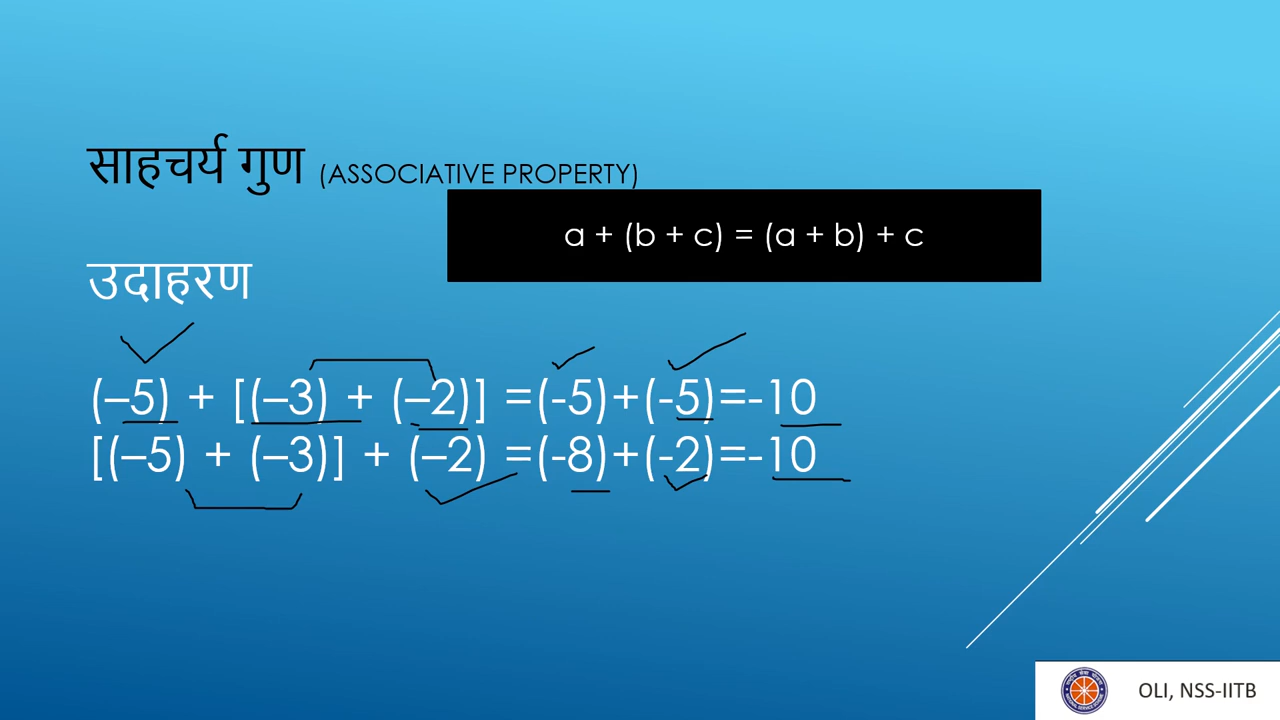 साहचर्य गुण (ASSOCIATIVE PROPERTY)
a + (b + c) = (a + b) + c
उदाहरण
(–5) + [(–3) + (–2)] =(-5)+(-5)=-10
[(–5) + (–3)] + (–2) =(-8)+(-2)=-10
OLI, NSS-IITB